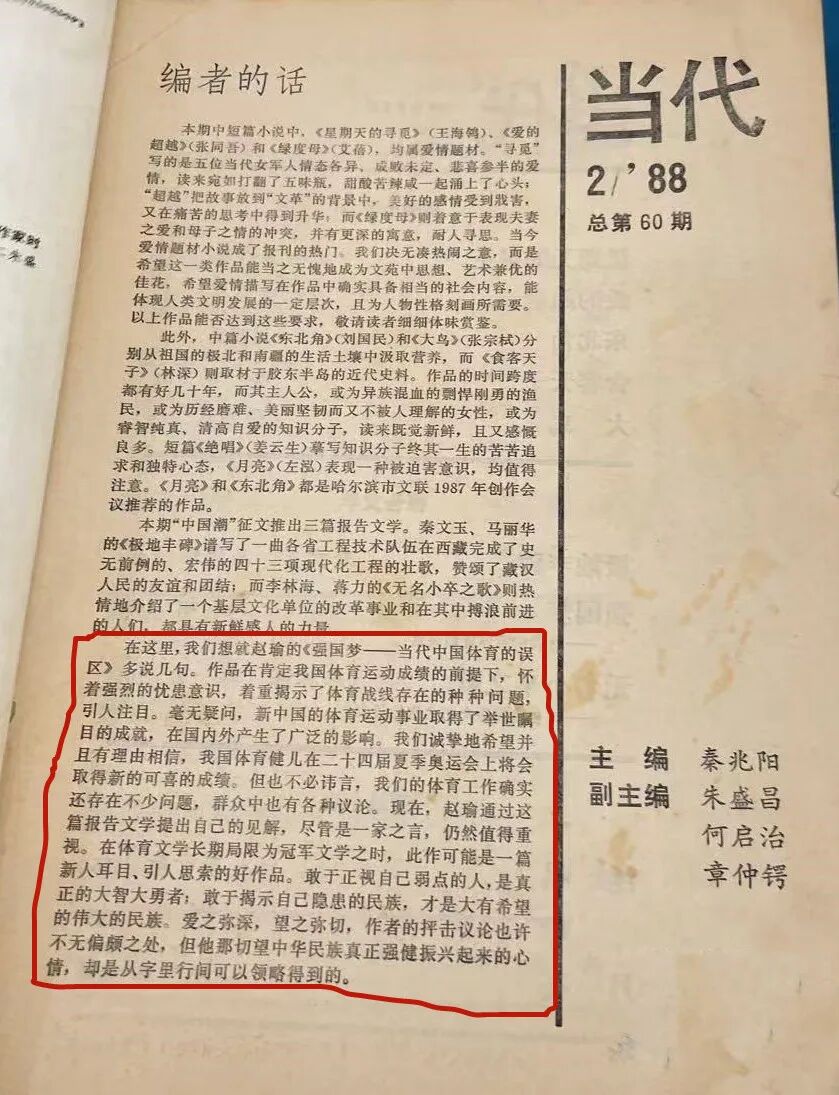 编者的话
本期中短篇小说中、《星期天的寻觅》(王海鸰)、《爱的
超越》(张同吾)和《绿度母》(艾蓓)，均属爱情题材。“寻觅”
写的是五位当代女军人情态各异、成败未定、悲喜参半的爱
情，读来宛如打翻了五味瓶，甜酸苦辣咸一起涌上了心头；
“超越”把故事放到“文革”的背景中，美好的感情受到戕害，
又在痛苦的思考中得到升华；而《绿度母》则着意于表现夫妻
之爱和母子之情的冲突，并有更深的寓意，耐人寻思。当今
爱情题材小说成了报刊的热门。我们决无凑热闹之意，而是
希望这一类作品能当之无愧地成为文苑中思想、艺术兼优的
佳花，希望爱情描写在作品中确实具备相当的社会内容，能
体现人类文明发展的一定层次，且为人物性格刻画所需要。
以上作品能否达到这些要求，敬请读者细细体味赏鉴。
此外，中篇小说《东北角》(刘国民)和《大鸟》(张宗栻)分
别从祖国的极北和南疆的生活土壤中汲取营养，而《食客天
子》(林深)则取材于胶东半岛的近代史料。作品的时间跨度
都有好几十年，而其主人公，或为异族混血的剽悍刚勇的渔
民，或为历经磨难、美丽坚韧而又不被人理解的女性，或为
睿智纯真、清高自爱的知识分子，读来既觉新鲜，且又感慨
良多。短篇《绝唱》(姜云生)摹写知识分子终其一生的苦苦追
求和独特心态，《月亮》(左泓)表现一种被迫害意识，均值得
注意。《月亮》和《东北角》都是哈尔滨市文联1987年创作会
议推荐的作品。
本期“中国潮”征文推出三篇报告文学。秦文玉、马丽华
的《极地丰碑》谱写了一曲各省工程技术队伍在西藏完成了史
无前例的、宏伟的四十三项现代化工程的壮歌，赞颂了藏汉
人民的友谊和团结；而李林海、蒋力的《无名小卒之歌》则热
情地介绍了一个基层文化单位的改革事业和在其中搏浪前进
的人们，都具有新鲜感人的力量
在这里，我们想就赵瑜的《强国梦——当代中国体育的误
区》多说几句。作品在肯定我国体育运动成绩的前提下，怀
着强烈的忧患意识，着重揭示了体育战线存在的种种问题，
引人注目。毫无疑问，新中国的体育运动事业取得了举世瞩
目的成就，在国内外产生了广泛的影响。我们诚挚地希望并
且有理由相信，我国体育健儿在二十四届夏季奥运会上将会
取得新的可喜的成绩。但也不必讳言，我们的体育工作确实
还存在不少问题，群众中也有各种议论。现在，赵瑜通过这
篇报告文学提出自己的见解，尽管是一家之言，仍然值得重
视。在体育文学长期局限为冠军文学之时，此作可能是一篇
新人耳目、引人思索的好作品。敢于正视自己弱点的人，是真
正的大智大勇者；敢于揭示自己隐患的民族，才是大有希望
的伟大的民族。爱之弥深，望之弥切，作者的抨击议论也许
不无偏颇之处，但他那切望中华民族真正强健振兴起来的心
情，却是从字里行间可以领略得到的。
当代
2/'88
总第60期
主编 秦兆阳
副主编 朱盛昌
何启治
章仲锷